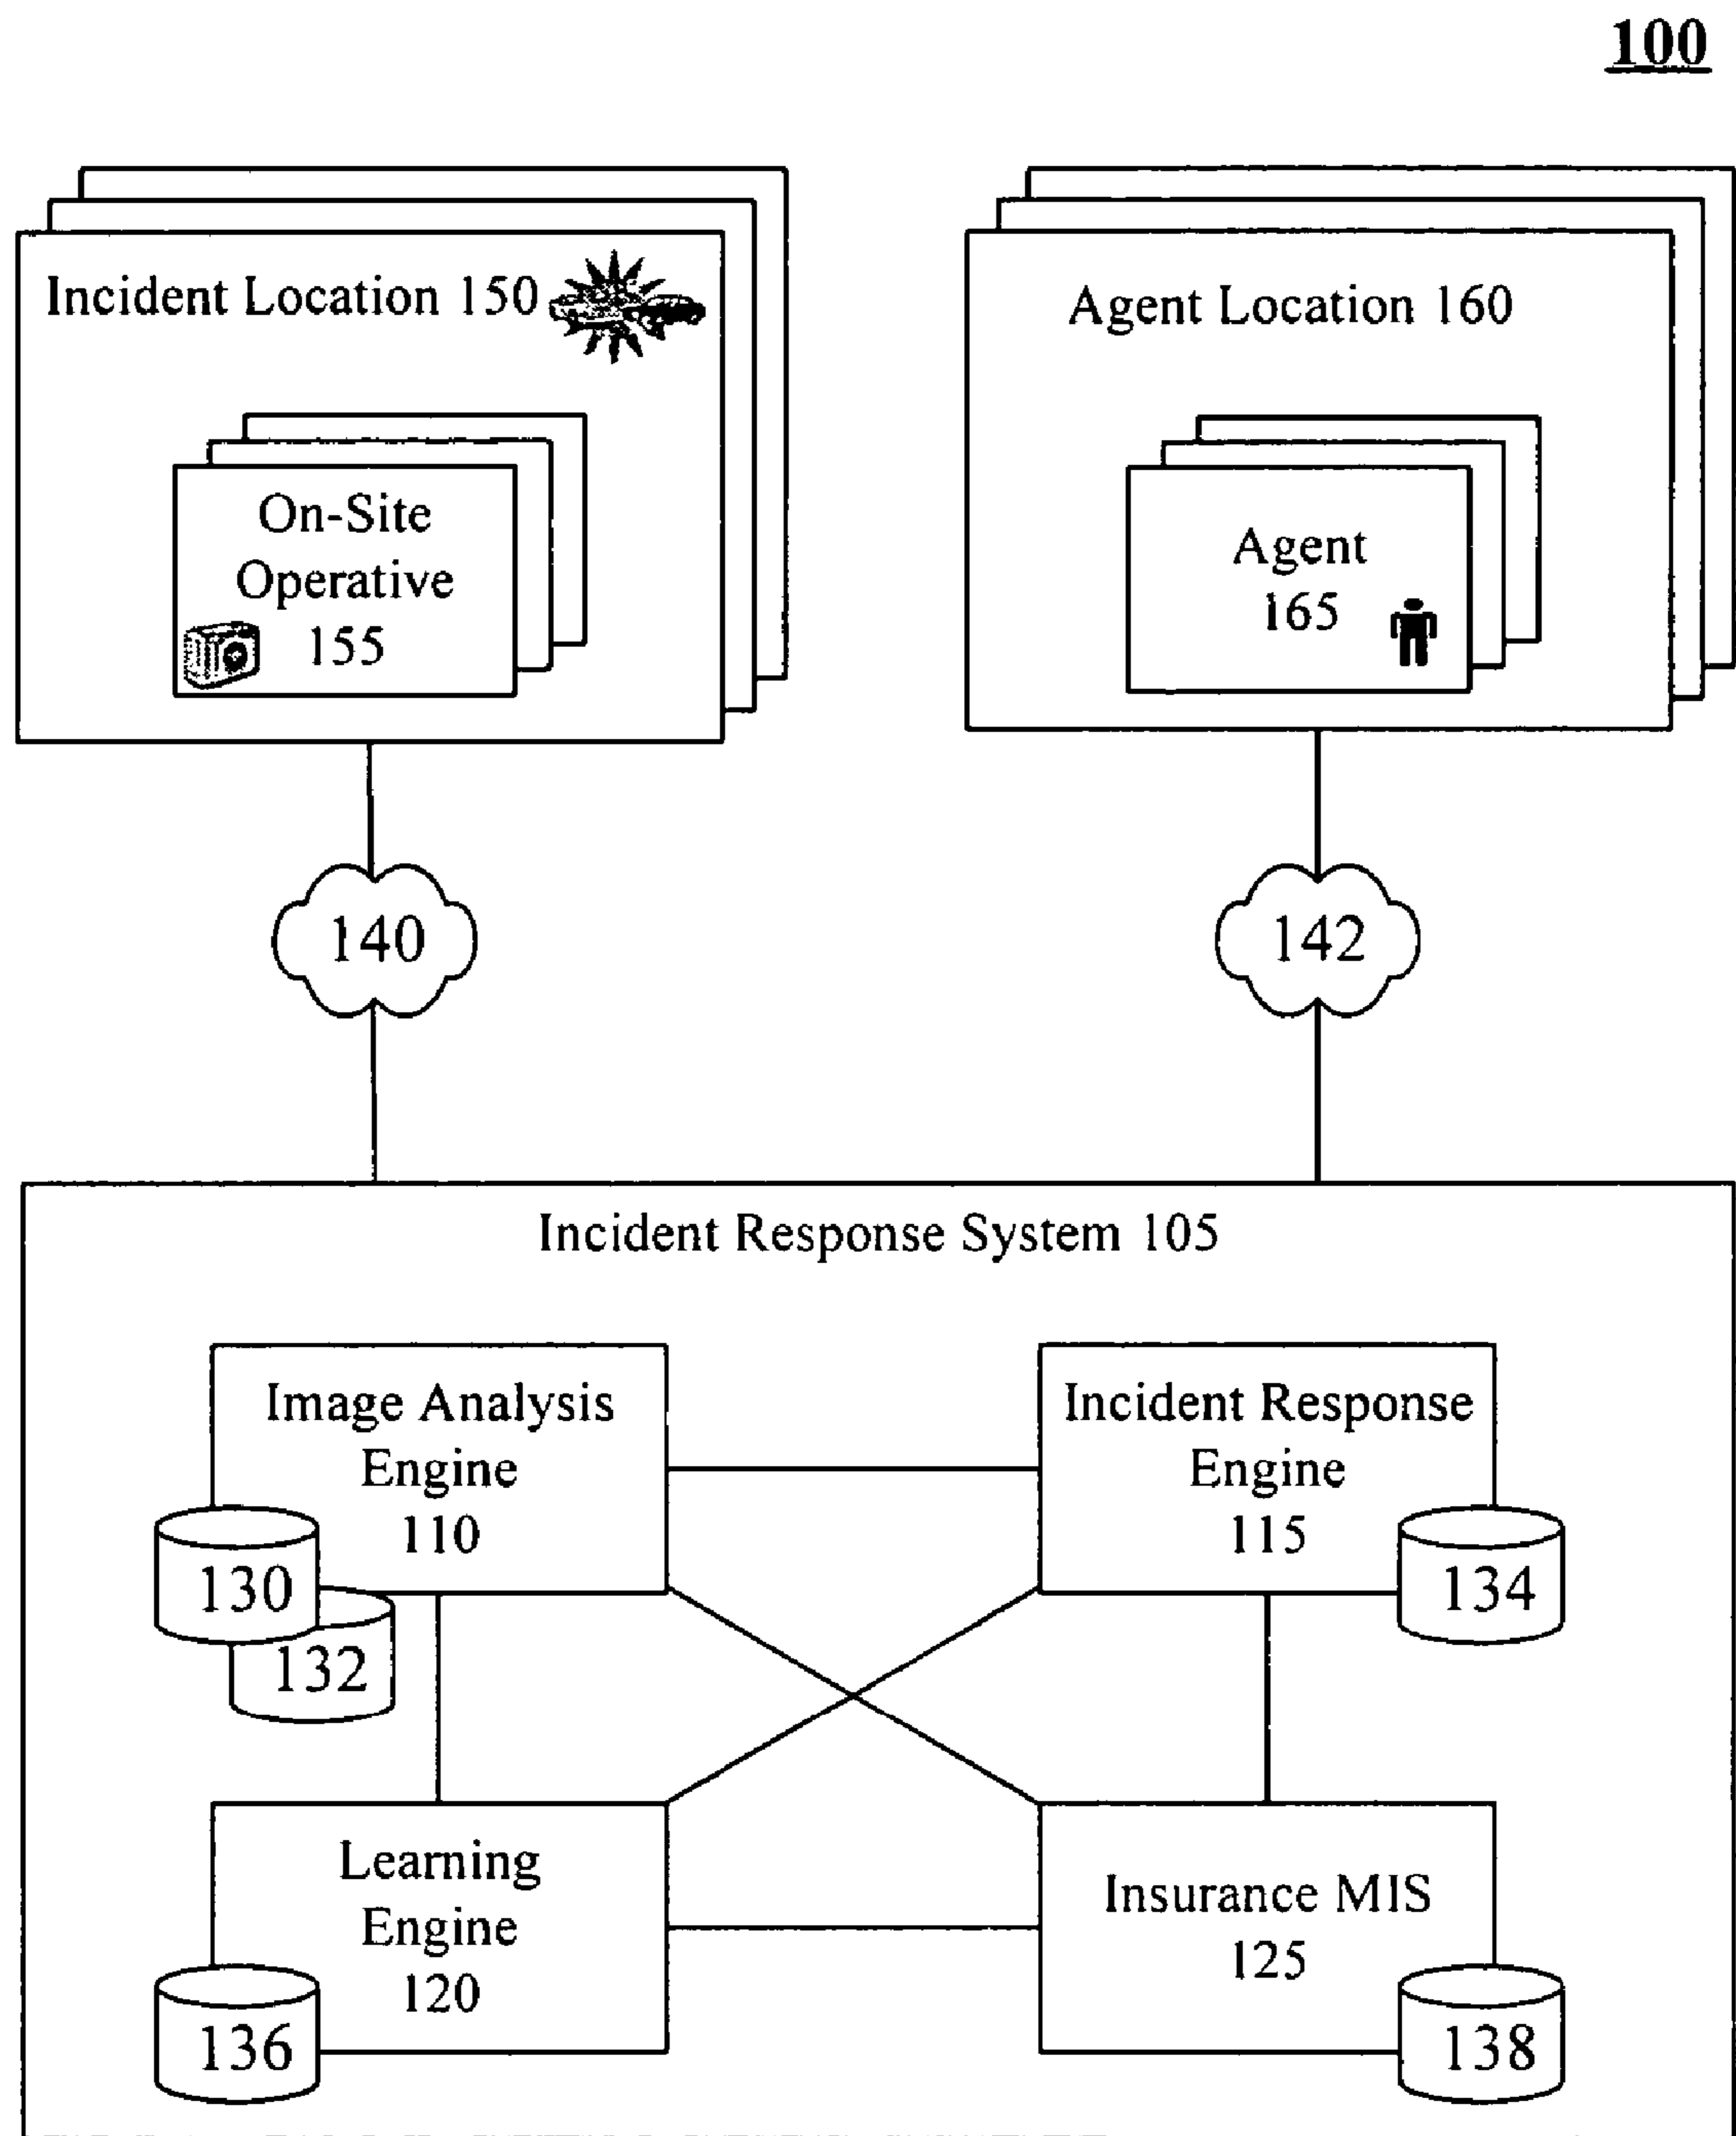 100
Incident Location 150
Agent Location 160
On-Site
Operative
155
Agent
165
140
142
Incident Response System 105
Image Analysis
Engine
110
Incident Response
Engine
115
130
132
134
Learning
Engine
120
Insurance MIS
125
136
138